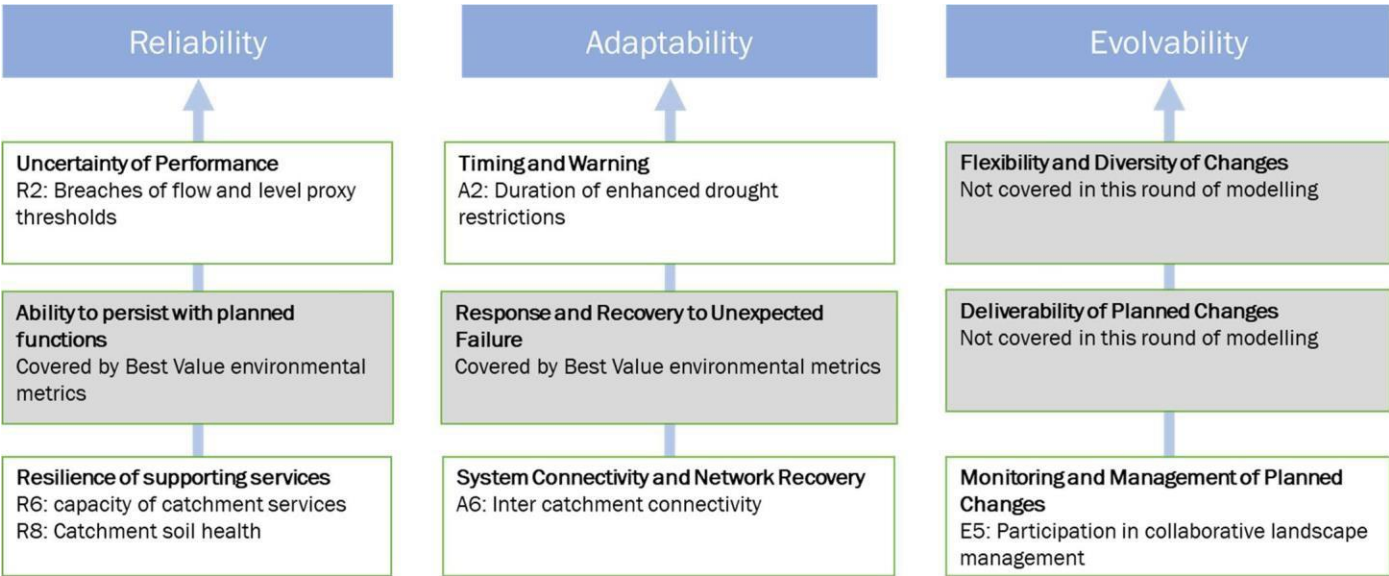 Reliability
Uncertainty of Performance
R2: Breaches of flow and level proxy
thresholds
Ability to persist with planned
functions
Covered by Best Value environmental
metrics
Resilience of supporting services
R6: capacity of catchment services
R8: Catchment soil health
Adaptability
Timing and Warning
A2: Duration of enhanced drought
restrictions
Response and Recovery to Unexpected
Failure
Covered by Best Value environmental metrics
System Connectivity and Network Recovery
A6: Inter catchment connectivity
Evolvability
Flexibility and Diversity of Changes
Not covered in this round of modelling
Deliverability of Planned Changes
Not covered in this round of modelling
Monitoring and Management of Planned
Changes
E5: Participation in collaborative landscape
management